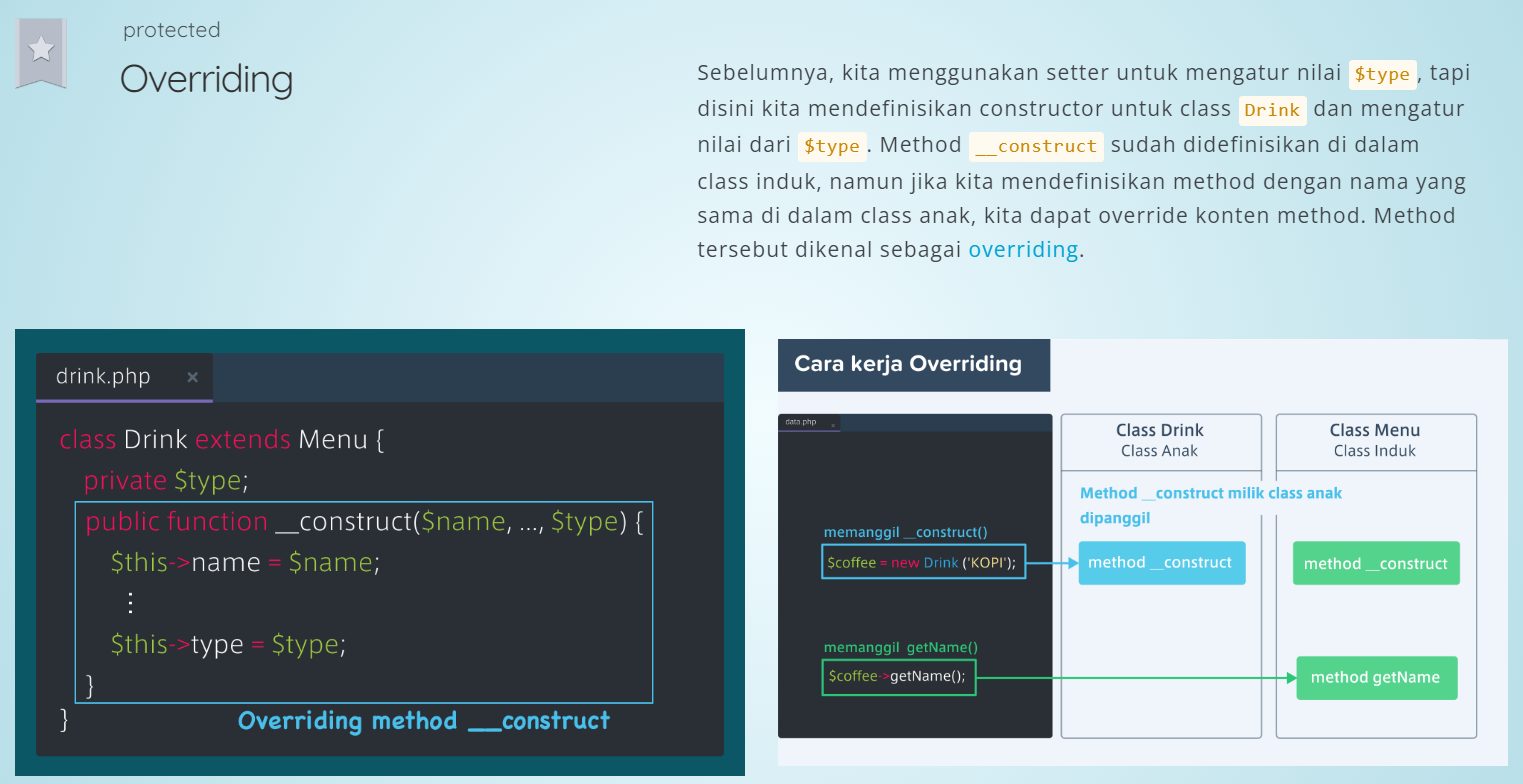 protected
Overriding
Sebelumnya, kita menggunakan setter untuk mengatur nilai $type, tapi
disini kita mendefinisikan constructor untuk class Drink dan mengatur
nilai dari $type. Method __construct sudah didefinisikan di dalam
class induk, namun jika kita mendefinisikan method dengan nama yang
sama di dalam class anak, kita dapat override konten method. Method
tersebut dikenal sebagai overriding.
drink.php ×
class Drink extends Menu {
private $type;
public function __construct($name, ..., $type) {
$this->name = $name;
⋮
$this->type = $type;
}
}
Overriding method __construct
Cara kerja Overriding
data.php ×
Class Drink
Class Anak
Class Menu
Class Induk
Method __construct milik class anak
dipanggil
memanggil __construct()
$coffee = new Drink ('KOPI');
method __construct
method __construct
memanggil getName()
$coffee->getName();
method getName